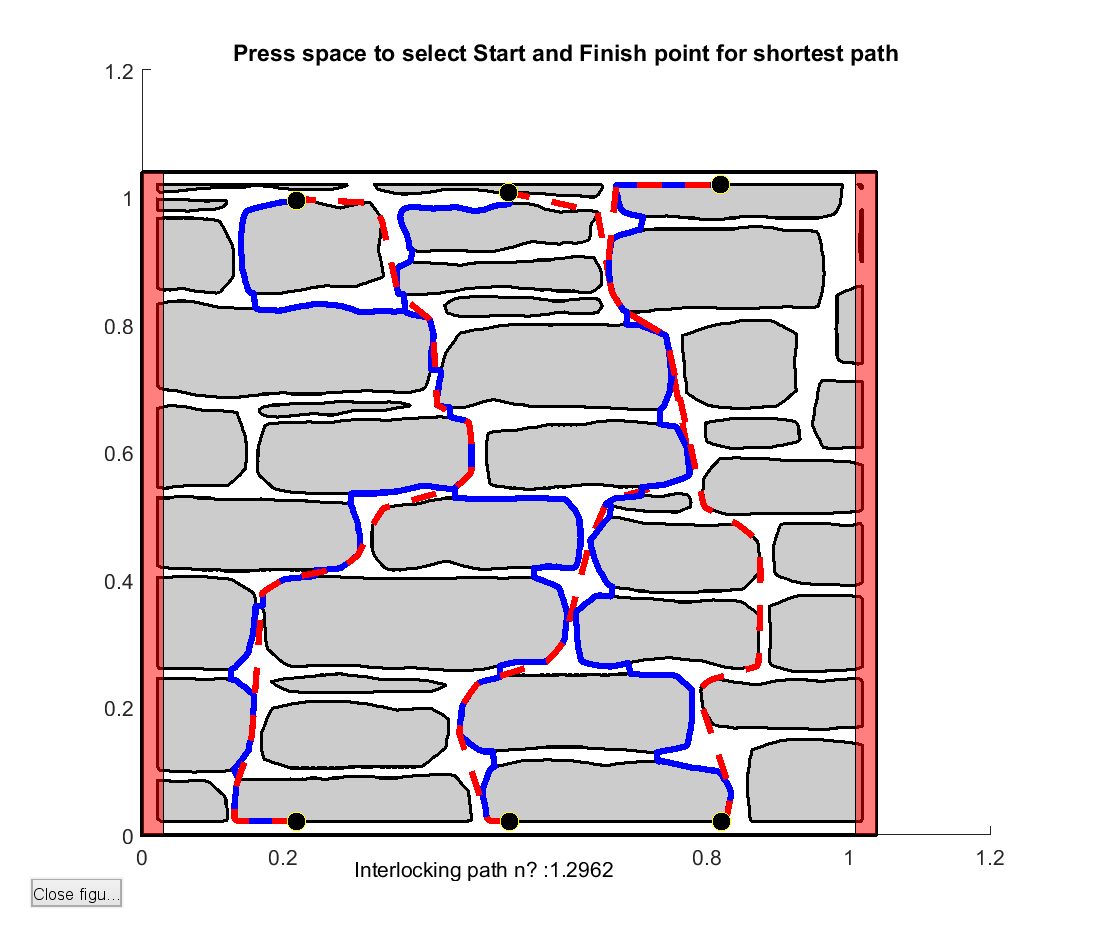 Press space to select Start and Finish point for shortest path
1.2
1
0.8
0.6
0.4
0.2
0
0 0.2 0.8 1 1.2
Interlocking path n? :1.2962
Close figu...